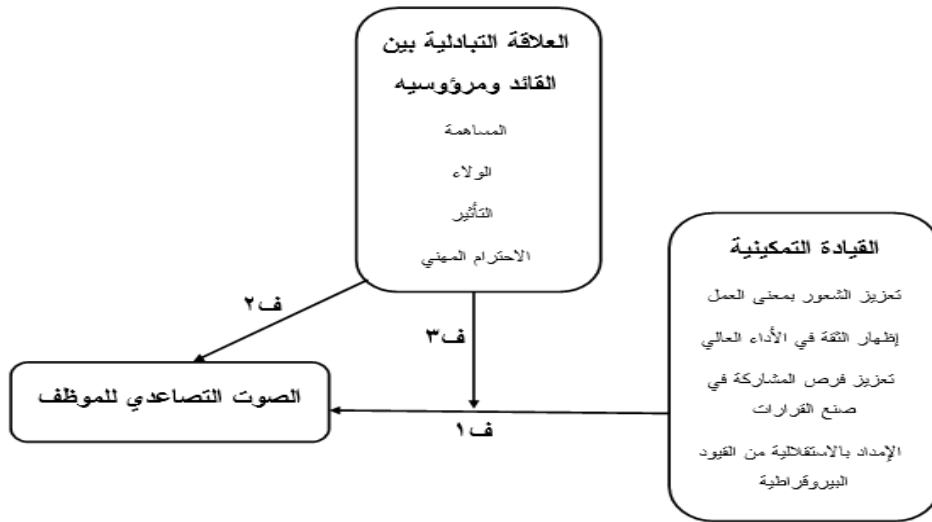 العلاقة التبادلية بين
القائد ومرؤوسيه
المساهمة
الولاء
التأثير
الاحترام المهني
القيادة التمكينية
تعزيز الشعور بمعنى العمل
إظهار الثقة في الأداء العالي
تعزيز فرص المشاركة في
صنع القرارات
الإمداد بالاستقلالية من القيود
البيروقراطية
ف٢
ف٣
الصوت التصاعدي للموظف
ف١